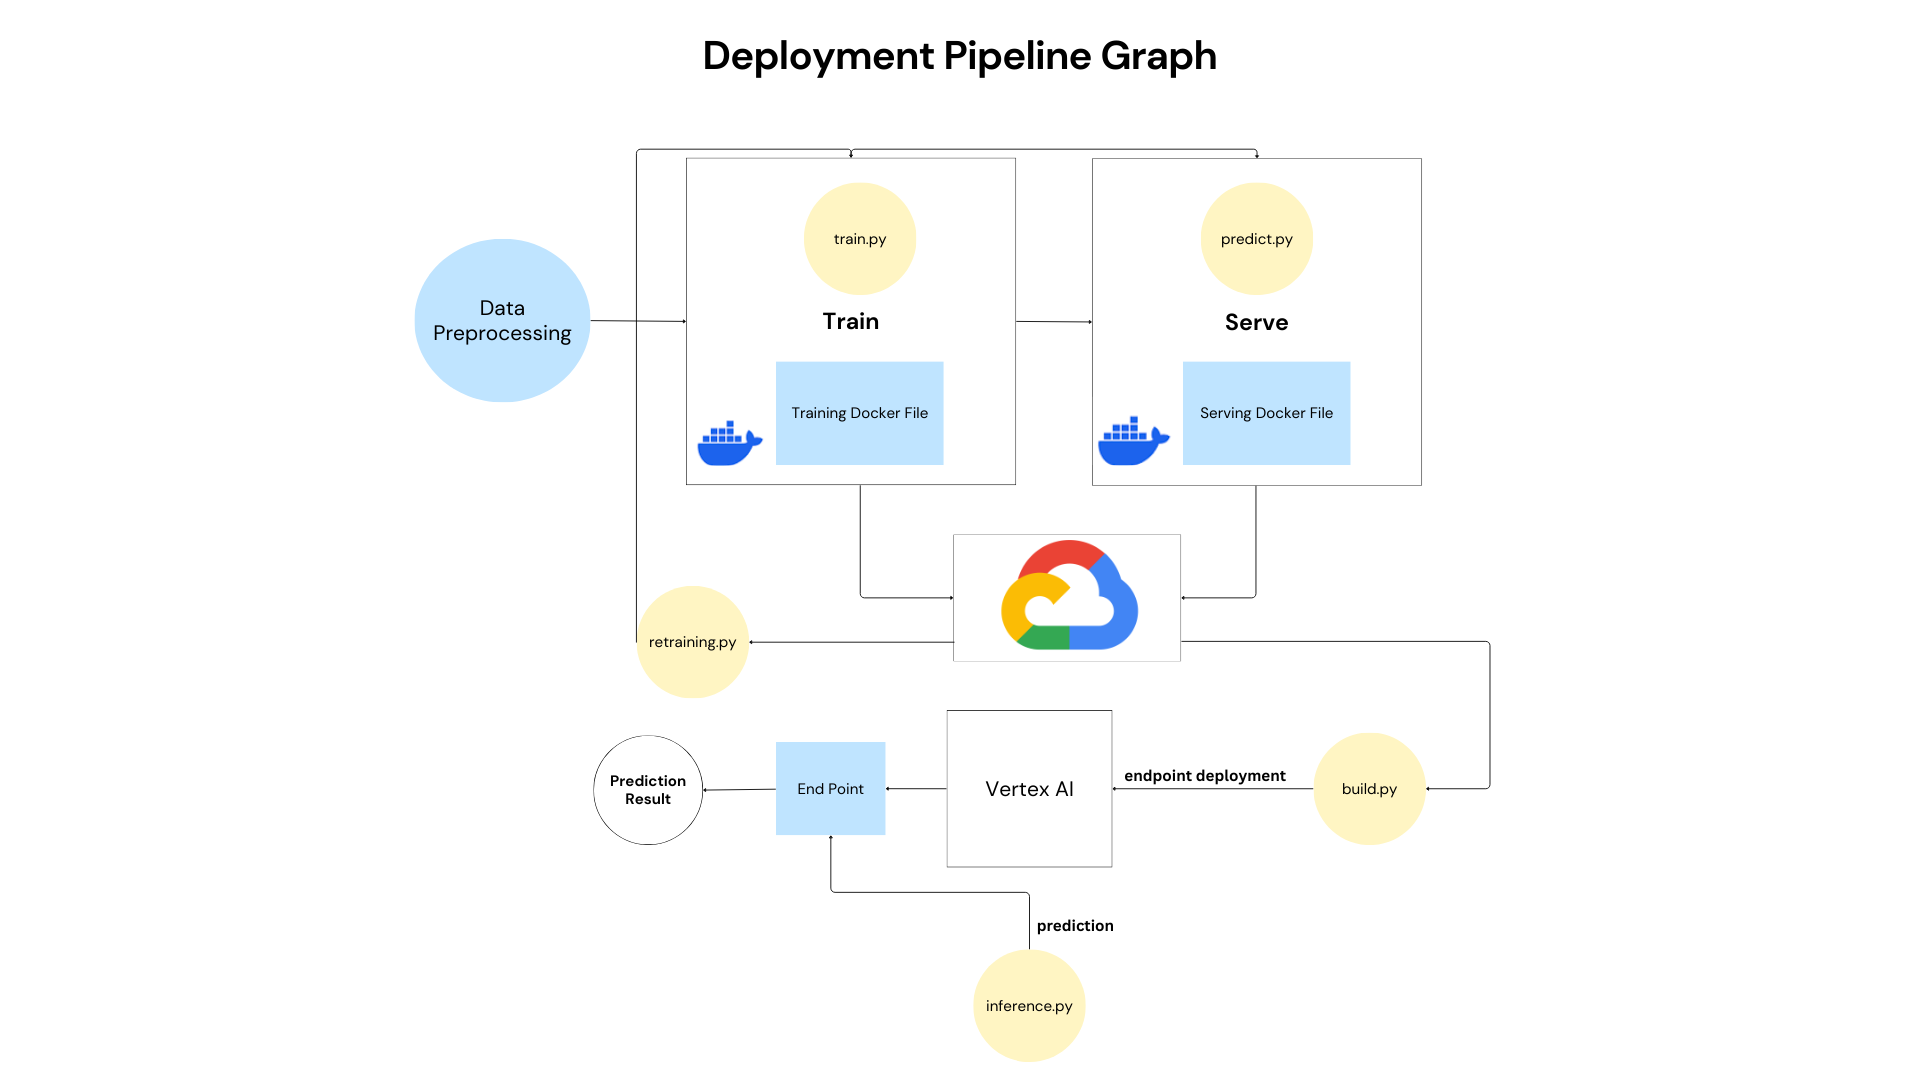 Deployment Pipeline Graph
train.py
predict.py
Data
Preprocessing
Train
Serve
Training Docker File
Serving Docker File
retraining.py
Prediction
Result
End Point
Vertex AI
endpoint deployment
build.py
prediction
inference.py